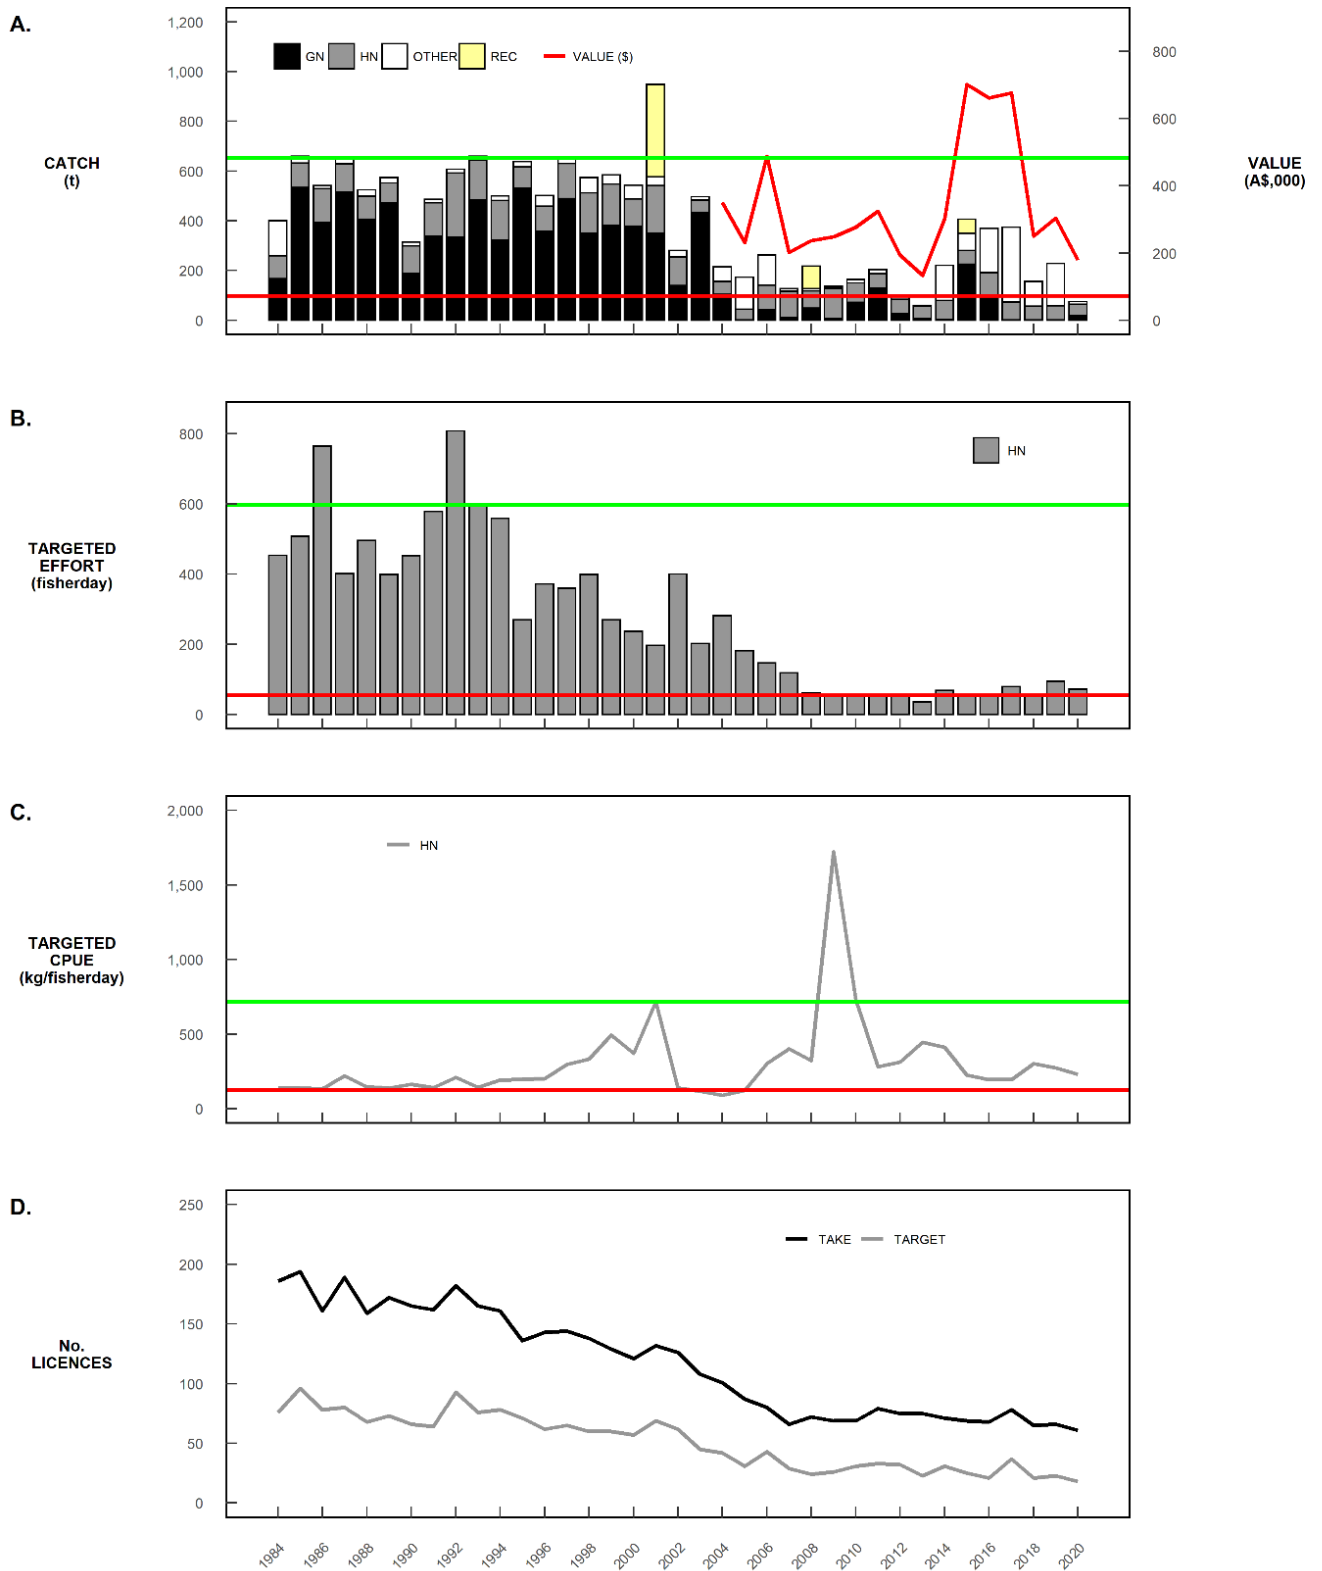 A.
CATCH
(t)
1,200
1,000
800
600
400
200
0
GN HN OTHER REC VALUE ($)
800
600
400
200
0
VALUE
(A$,000)
B.
TARGETED
EFFORT
(fisherday)
800
600
400
200
0
HN
C.
TARGETED
CPUE
(kg/fisherday)
2,000
1,500
1,000
500
0
HN
D.
No.
LICENCES
250
200
150
100
50
0
TAKE TARGET
1984 1986 1988 1990 1992 1994 1996 1998 2000 2002 2004 2006 2008 2010 2012 2014 2016 2018 2020